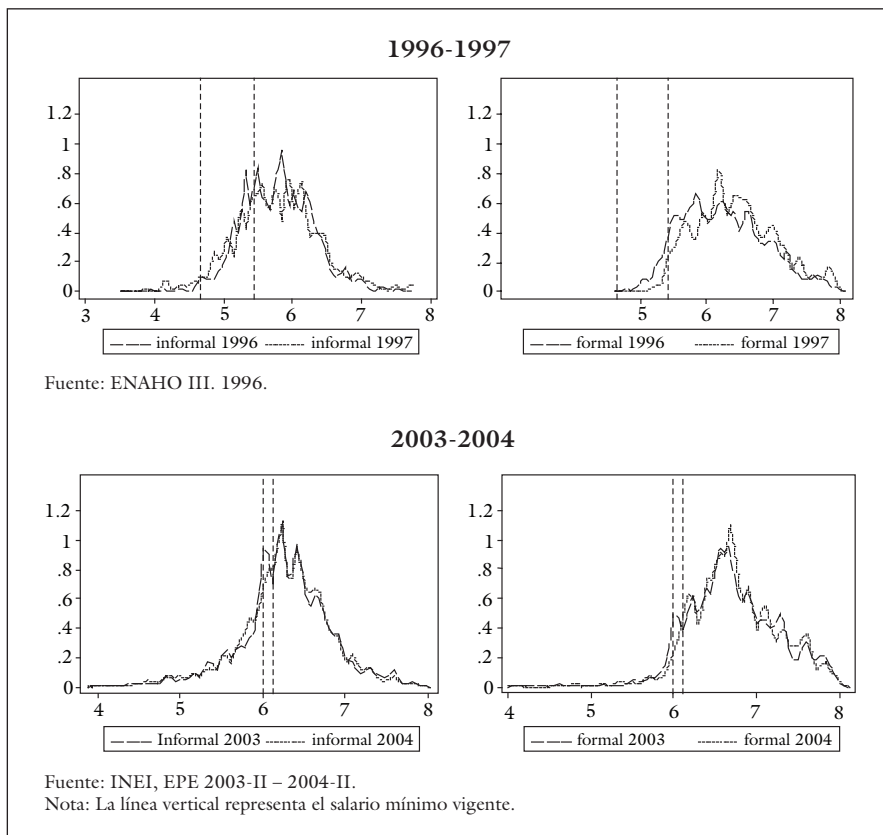 1996-1997
1.2
1
.8
.6
.4
.2
0
3 4 5 6 7 8
informal 1996 informal 1997
1.2
1
.8
.6
.4
.2
0
5 6 7 8
formal 1996 formal 1997
Fuente: ENAHO III. 1996.
2003-2004
1.2
1
.8
.6
.4
.2
0
4 5 6 7 8
Informal 2003 informal 2004
1.2
1
.8
.6
.4
.2
0
4 5 6 7 8
formal 2003 formal 2004
Fuente: INEI, EPE 2003-II – 2004-II.
Nota: La línea vertical representa el salario mínimo vigente.